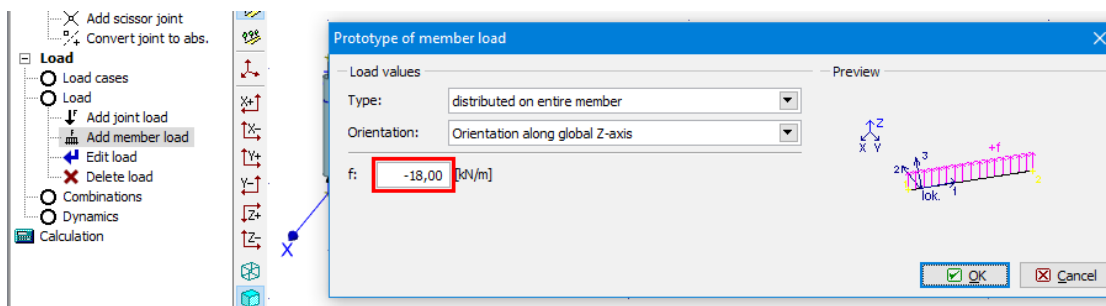 Add scissor joint
Convert joint to abs.
Load
Load cases
Load
Add joint load
Add member load
Edit load
Delete load
Combinations
Dynamics
Calculation
X+
X-
Y+
Y-
Z+
Z-
X
Prototype of member load
Load values
Type: distributed on entire member
Orientation: Orientation along global Z-axis
f: -18,00 [kN/m]
Preview
Z
X Y
+f
3
2
1
lok.
2
OK Cancel